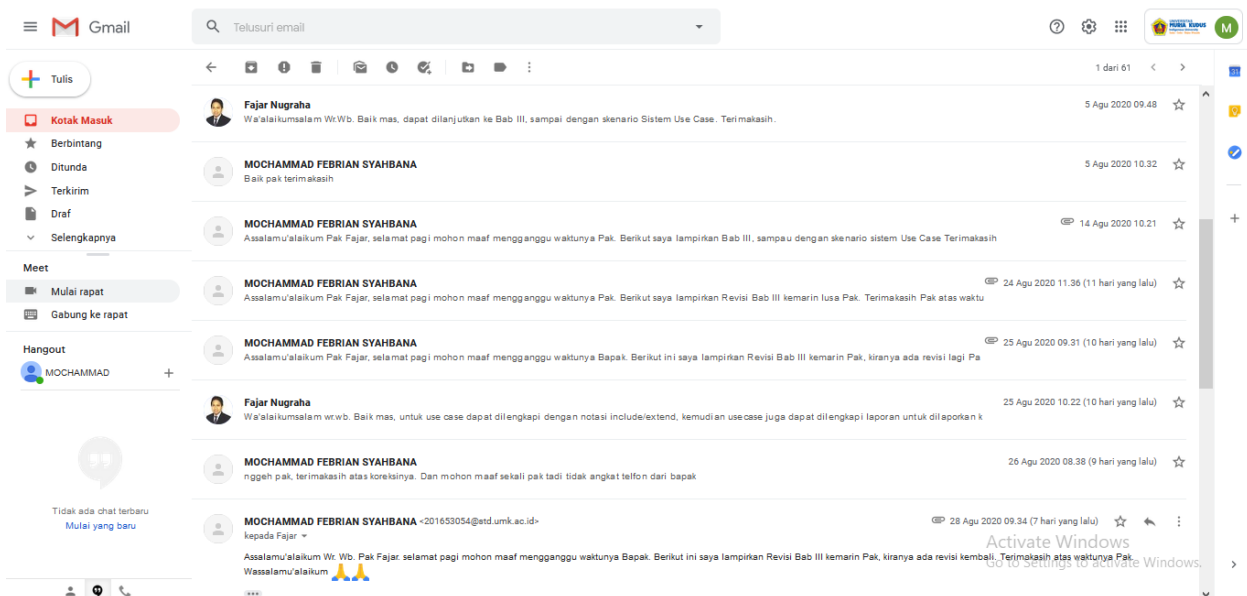 Gmail
Telusuri email
UNIVERSITAS
MURIA KUDUS
M
Tulis
1 dari 61
31
Kotak Masuk
Berbintang
Ditunda
Terkirim
Draf
Selengkapnya
Meet
Mulai rapat
Gabung ke rapat
Hangout
MOCHAMMAD
Tidak ada chat terbaru
Mulai yang baru
Fajar Nugraha 5 Agu 2020 09.48
Wa'alaikumsalam Wr.Wb. Baik mas, dapat dilanjutkan ke Bab III, sampai dengan skenario Sistem Use Case. Terimakasih.
MOCHAMMAD FEBRIAN SYAHBANA 5 Agu 2020 10.32
Baik pak terimakasih
MOCHAMMAD FEBRIAN SYAHBANA 14 Agu 2020 10.21
Assalamu'alaikum Pak Fajar, selamat pagi mohon maaf mengganggu waktunya Pak. Berikut saya lampirkan Bab III, sampau dengan skenario sistem Use Case Terimakasih
MOCHAMMAD FEBRIAN SYAHBANA 24 Agu 2020 11.36 (11 hari yang lalu)
Assalamu'alaikum Pak Fajar, selamat pagi mohon maaf mengganggu waktunya Pak. Berikut saya lampirkan Revisi Bab III kemarin lusa Pak. Terimakasih Pak atas waktu
MOCHAMMAD FEBRIAN SYAHBANA 25 Agu 2020 09.31 (10 hari yang lalu)
Assalamu'alaikum Pak Fajar, selamat pagi mohon maaf mengganggu waktunya Bapak. Berikut ini saya lampirkan Revisi Bab III kemarin Pak, kiranya ada revisi lagi Pa
Fajar Nugraha 25 Agu 2020 10.22 (10 hari yang lalu)
Wa'alaikumsalam wr.wb. Baik mas, untuk use case dapat dilengkapi dengan notasi include/extend, kemudian usecase juga dapat dilengkapi laporan untuk dilaporkan k
MOCHAMMAD FEBRIAN SYAHBANA 26 Agu 2020 08.38 (9 hari yang lalu)
nggeh pak, terimakasih atas koreksinya. Dan mohon maaf sekali pak tadi tidak angkat telfon dari bapak
MOCHAMMAD FEBRIAN SYAHBANA <201653054@std.umk.ac.id> 28 Agu 2020 09.34 (7 hari yang lalu)
kepada Fajar
Assalamu'alaikum Wr. Wb. Pak Fajar. selamat pagi mohon maaf mengganggu waktunya Bapak. Berikut ini saya lampirkan Revisi Bab III kemarin Pak, kiranya ada revisi kembali. Terimakasih atas waktunya Pak.
Wassalamu'alaikum
Activate Windows
Go to Settings to activate Windows.